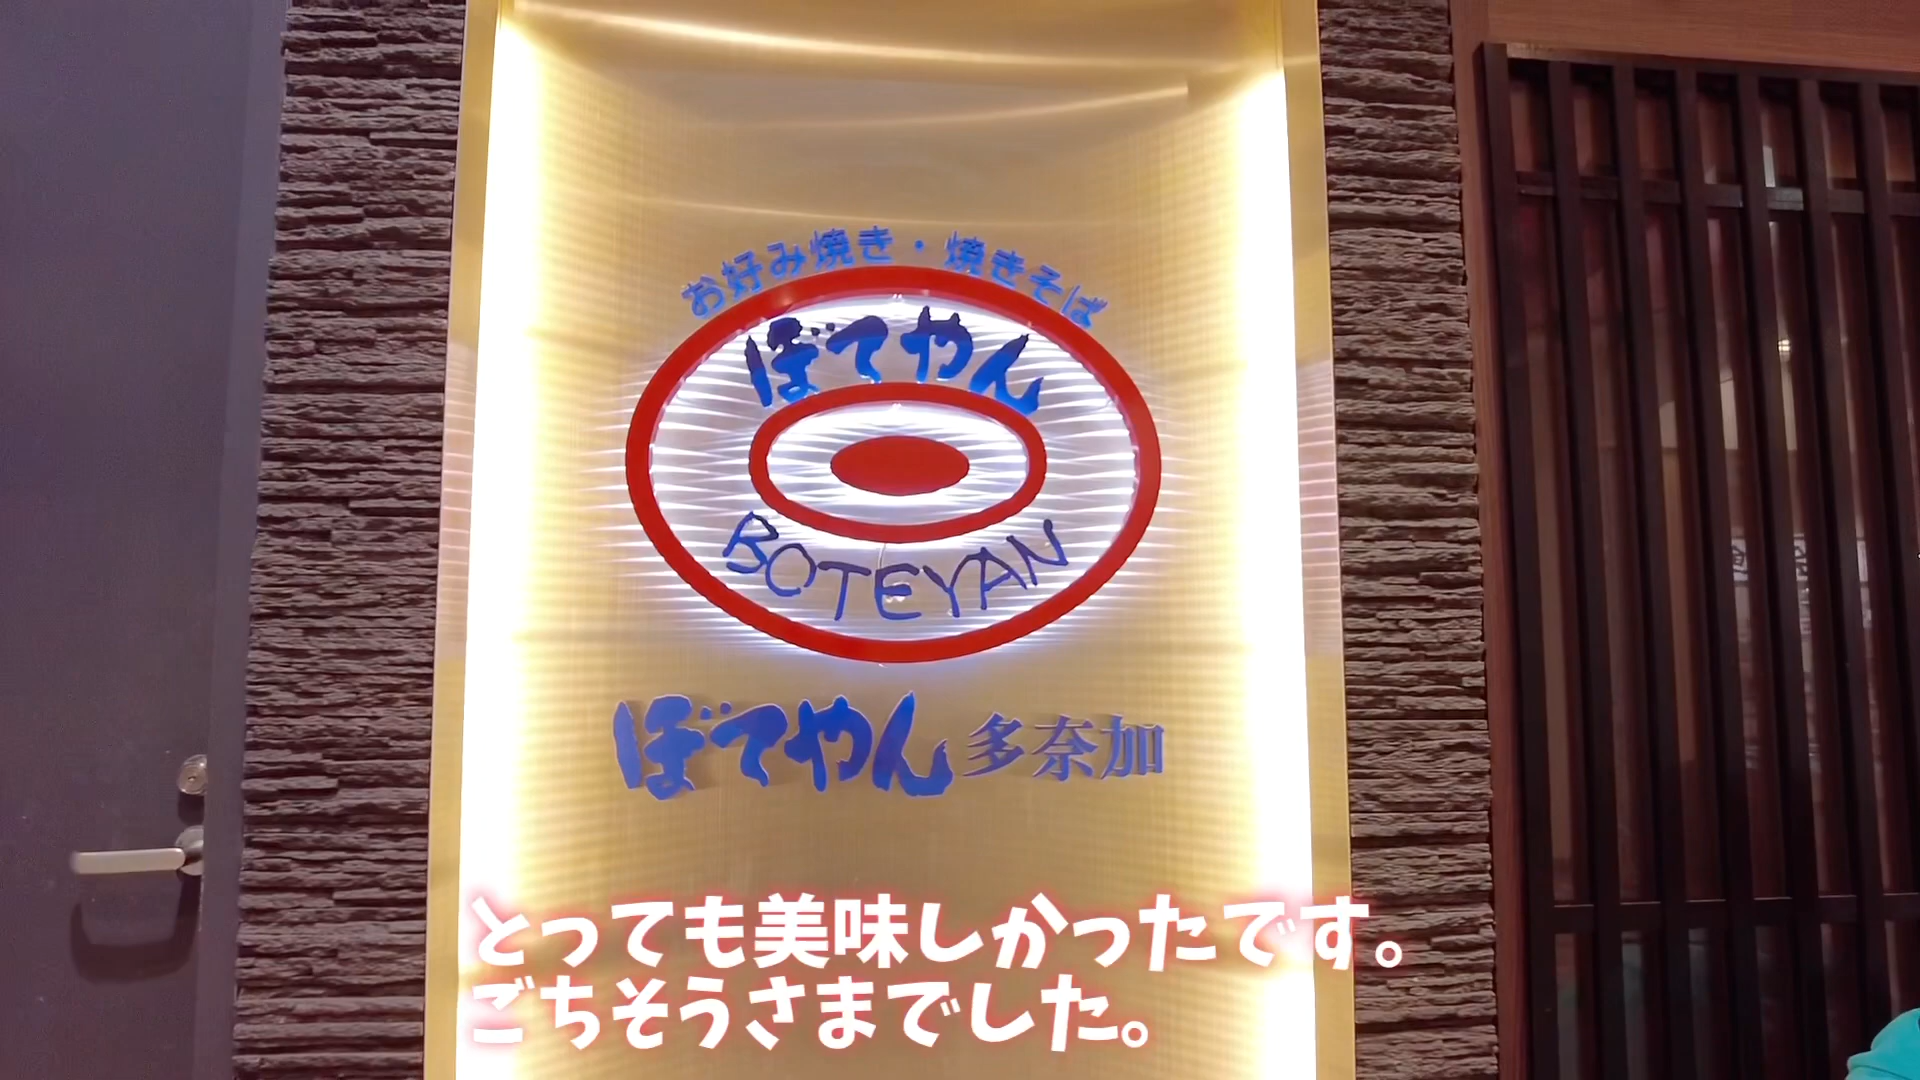 お好み焼き・焼きそば
ぼてやん
BOTEYAN
ぼてやん 多奈加
とっても美味しかったです。
ごちそうさまでした。